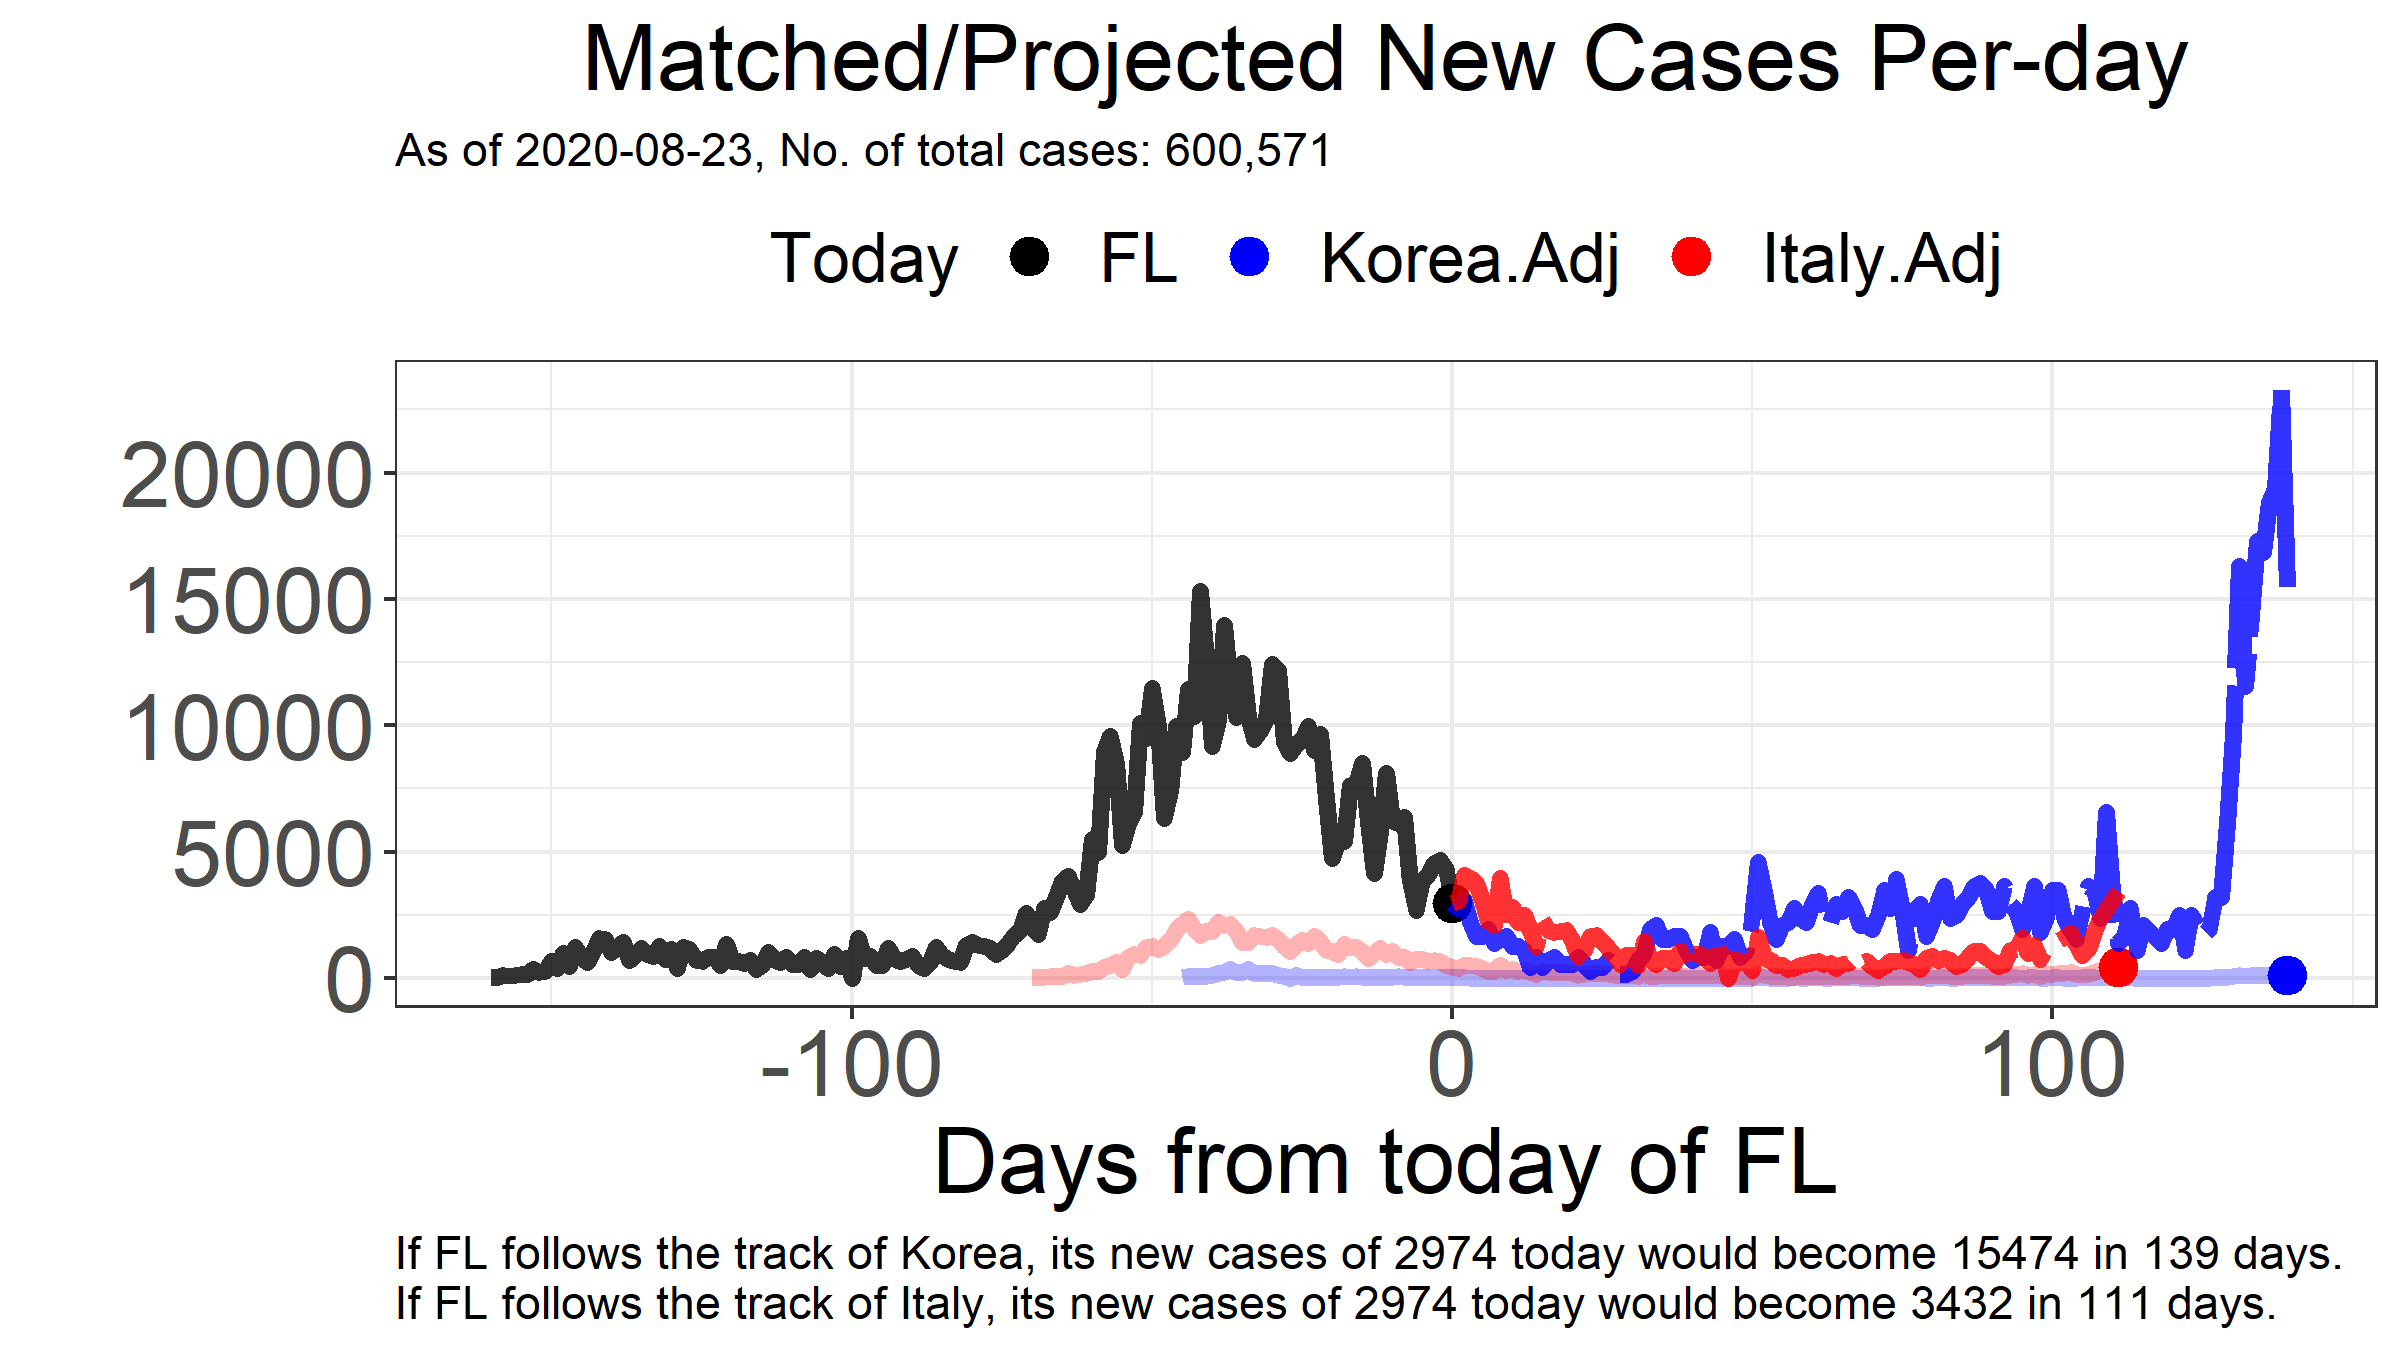 Matched/Projected New Cases Per-day
As of 2020-08-23, No. of total cases: 600,571
Today FL Korea.Adj Italy.Adj
20000
15000
10000
5000
0
-100 0 100
Days from today of FL
If FL follows the track of Korea, its new cases of 2974 today would become 15474 in 139 days.
If FL follows the track of Italy, its new cases of 2974 today would become 3432 in 111 days.